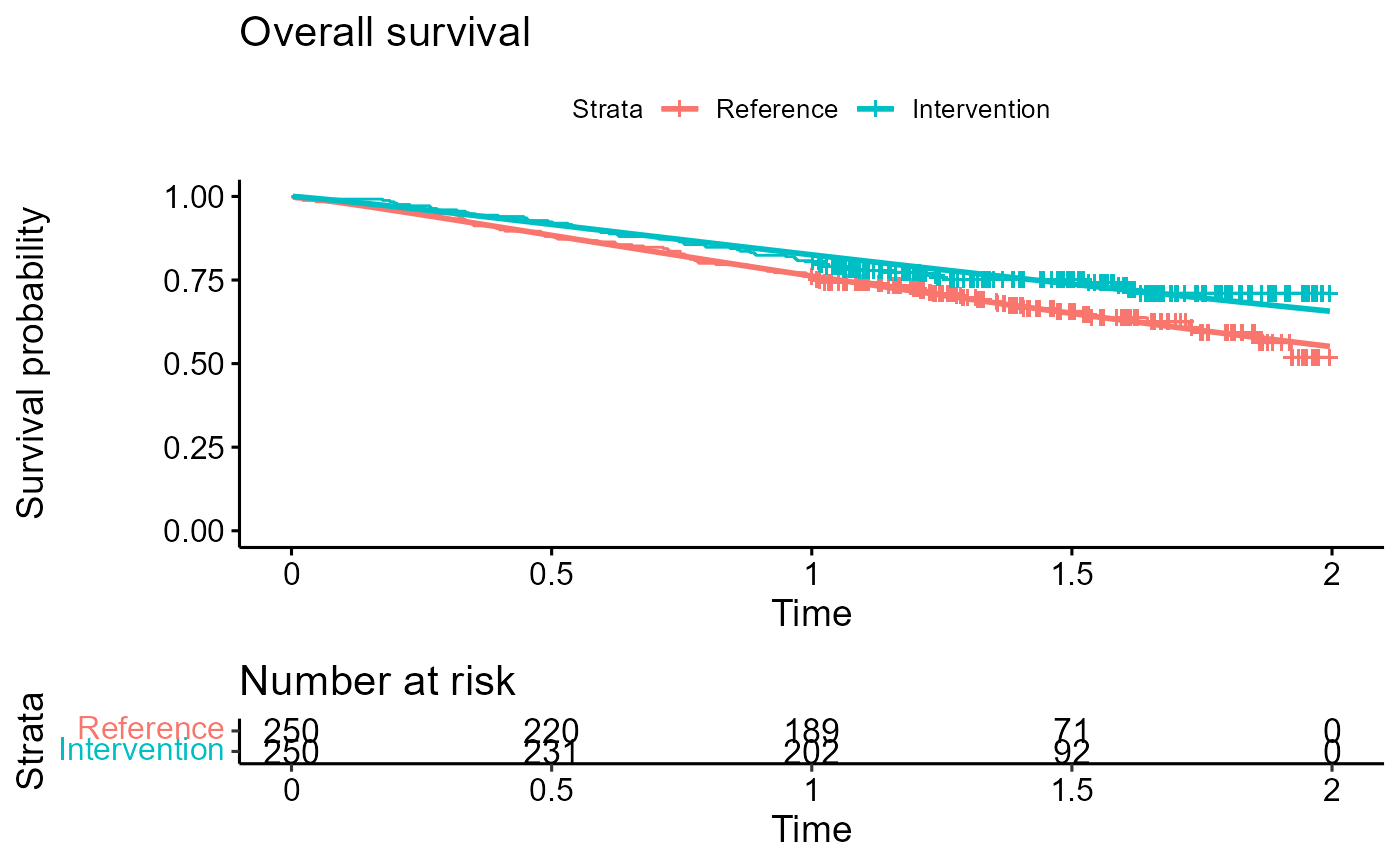 Overall survival
Strata Reference Intervention
Survival probability
1.00
0.75
0.50
0.25
0.00
0 0.5 1 1.5 2
Time
Number at risk
Strata
Reference 250 220 189 71 0
Intervention 250 231 202 92 0
0 0.5 1 1.5 2
Time